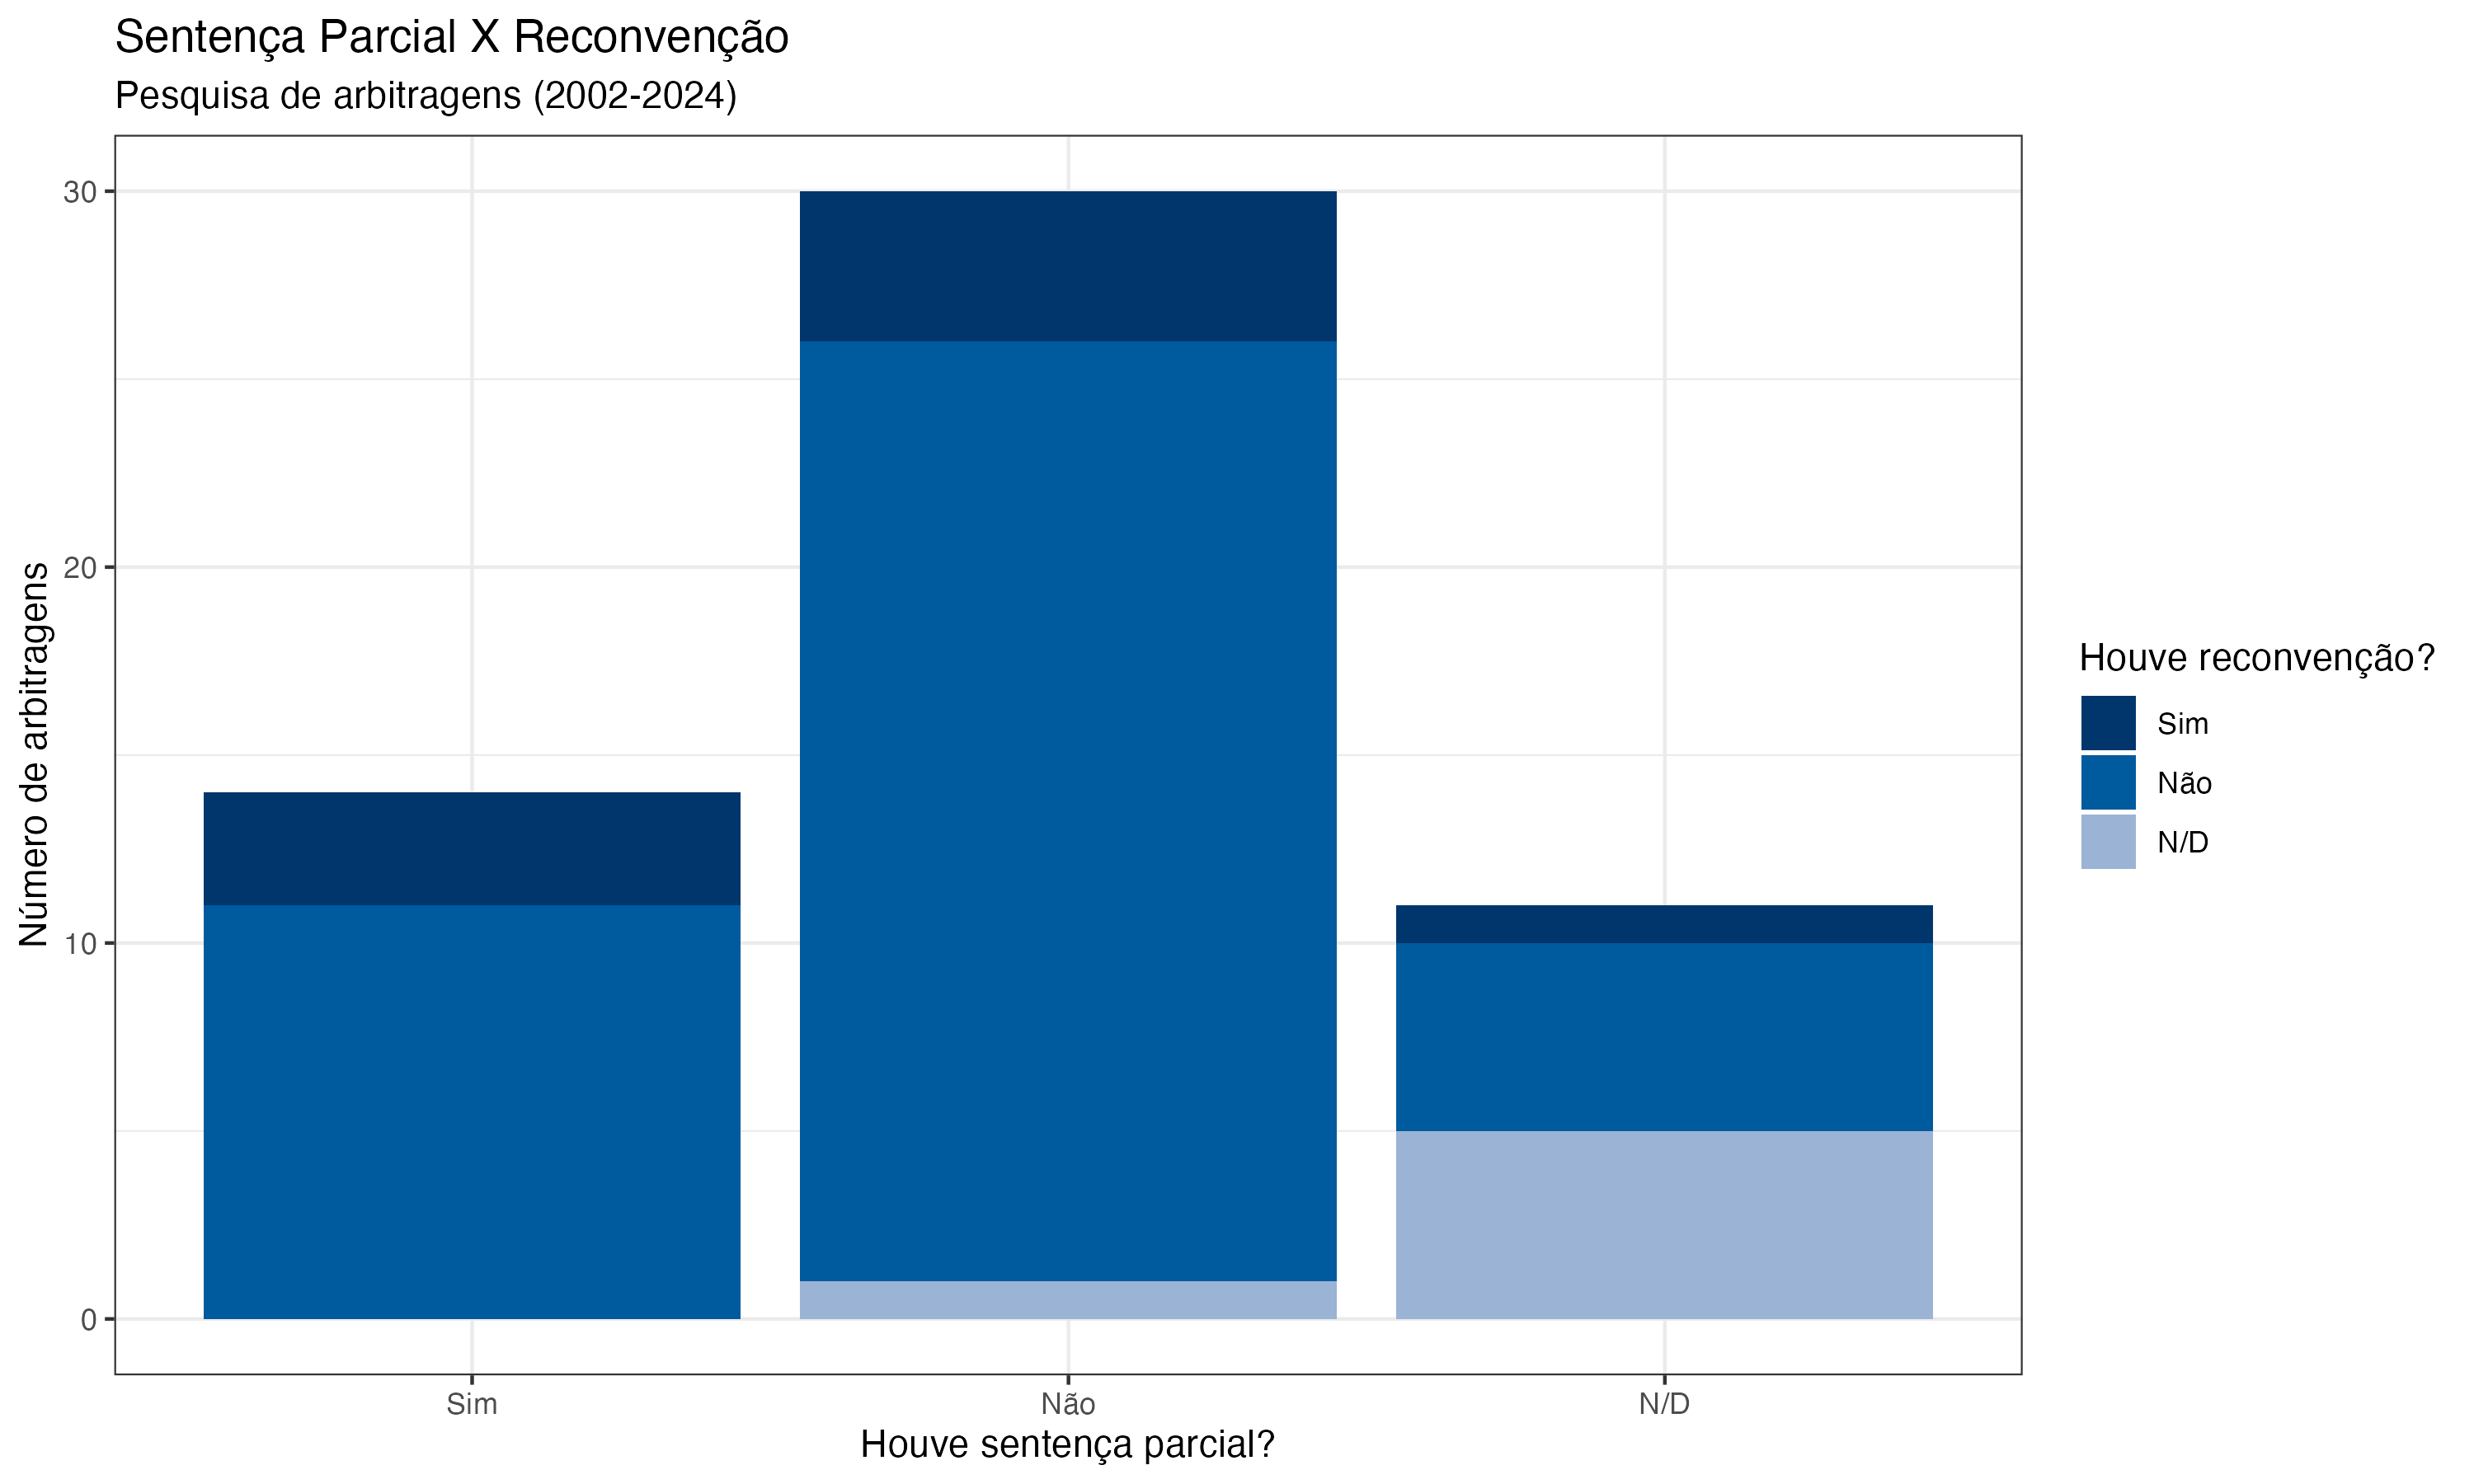 Sentença Parcial X Reconvenção
Pesquisa de arbitragens (2002-2024)
Número de arbitragens
30
20
10
0
Sim
Não
N/D
Houve sentença parcial?
Houve reconvenção?
Sim
Não
N/D